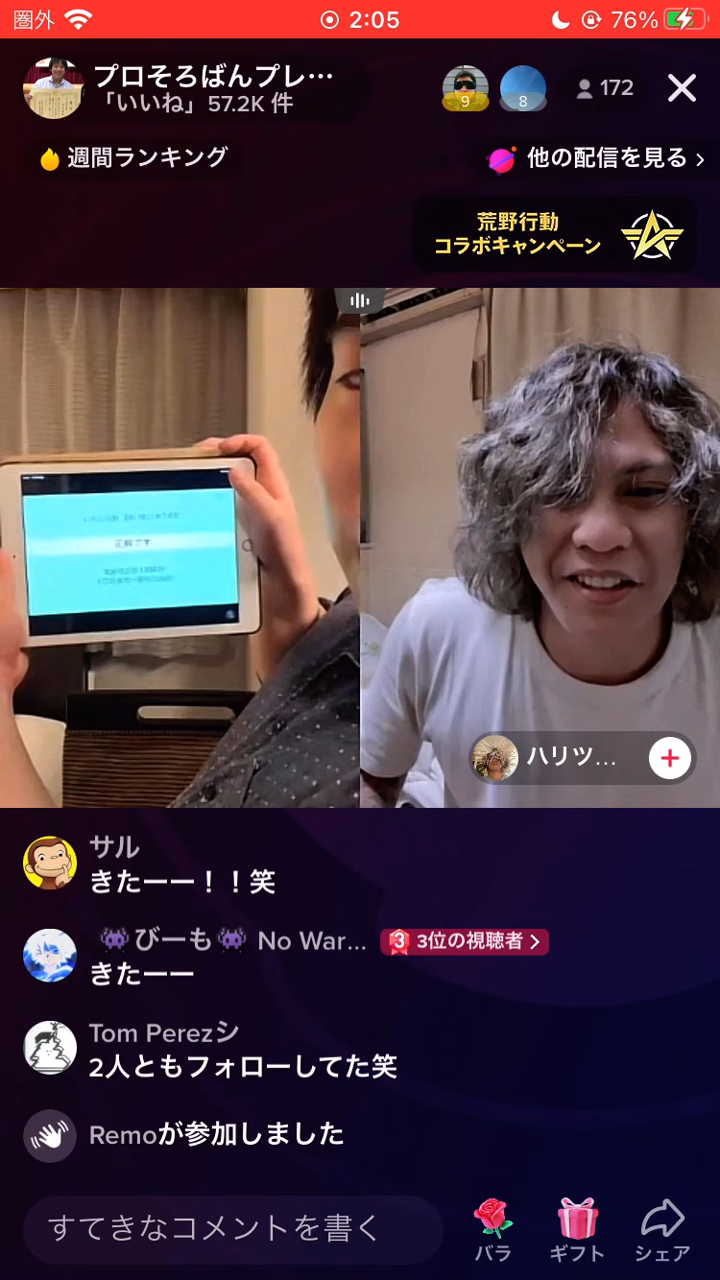 圏外
2:05
76%
プロそろばんプレ…
「いいね」57.2K 件
9
8
172
週間ランキング
他の配信を見る
荒野行動
コラボキャンペーン
正解です
ハリツ…
サル
きたーー！！笑
👾びーも👾 No War...
3
3位の視聴者
きたーー
Tom Perezシ
2人ともフォローしてた笑
Remoが参加しました
すてきなコメントを書く
バラ
ギフト
シェア